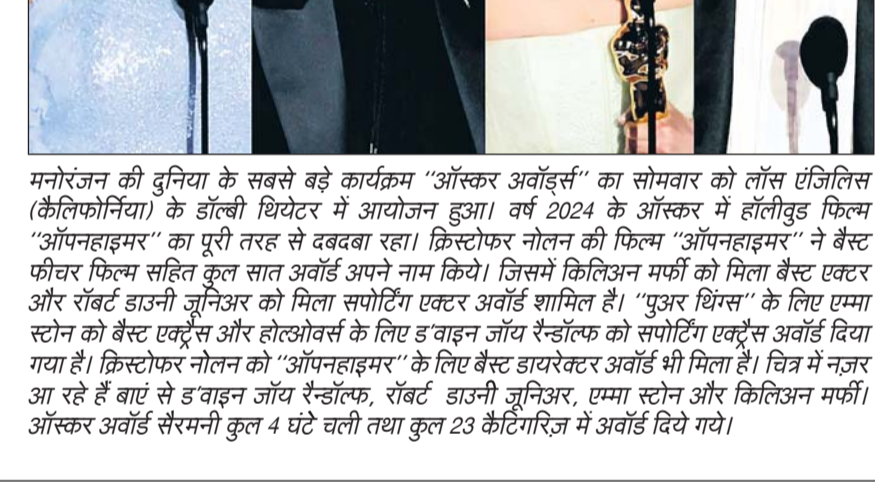 मनोरंजन की दुनिया के सबसे बड़े कार्यक्रम ‘‘ऑस्कर अवॉर्ड्स’’ का सोमवार को लॉस एंजिलिस
(कैलिफोर्निया) के डॉल्बी थियेटर में आयोजन हुआ। वर्ष 2024 के ऑस्कर में हॉलीवुड फिल्म
‘‘ऑपनहाइमर’’ का पूरी तरह से दबदबा रहा। क्रिस्टोफर नोलन की फिल्म ‘‘ऑपनहाइमर’’ ने बैस्ट
फीचर फिल्म सहित कुल सात अवॉर्ड अपने नाम किये। जिसमें किलिअन मर्फी को मिला बैस्ट एक्टर
और रॉबर्ट डाउनी जूनिअर को मिला सपोर्टिंग एक्टर अवॉर्ड शामिल है। ‘‘पुअर थिंग्स’’ के लिए एम्मा
स्टोन को बैस्ट एक्ट्रैस और होल्ओवर्स के लिए ड’वाइन जॉय रैन्डॉल्फ को सपोर्टिंग एक्ट्रैस अवॉर्ड दिया
गया है। क्रिस्टोफर नोलन को ‘‘ऑपनहाइमर’’ के लिए बैस्ट डायरेक्टर अवॉर्ड भी मिला है। चित्र में नज़र
आ रहे हैं बाएं से ड’वाइन जॉय रैन्डॉल्फ, रॉबर्ट डाउनी जूनिअर, एम्मा स्टोन और किलिअन मर्फी।
ऑस्कर अवॉर्ड सैरमनी कुल 4 घंटे चली तथा कुल 23 कैटिगरिज़ में अवॉर्ड दिये गये।